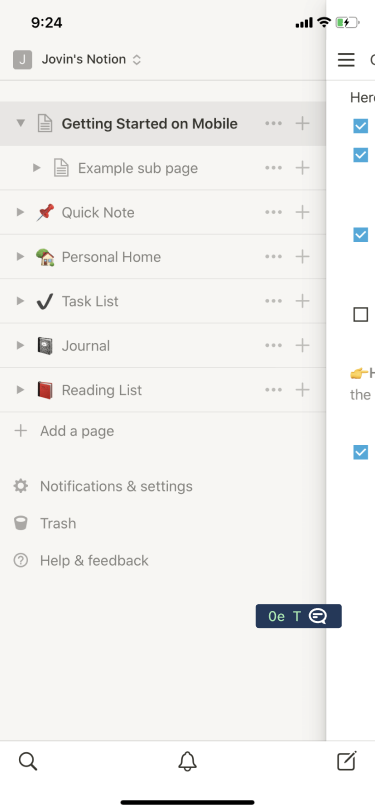 9:24
J Jovin's Notion
Getting Started on Mobile
Example sub page
Quick Note
Personal Home
Task List
Journal
Reading List
Add a page
Notifications & settings
Trash
Help & feedback
Here
the
0e T